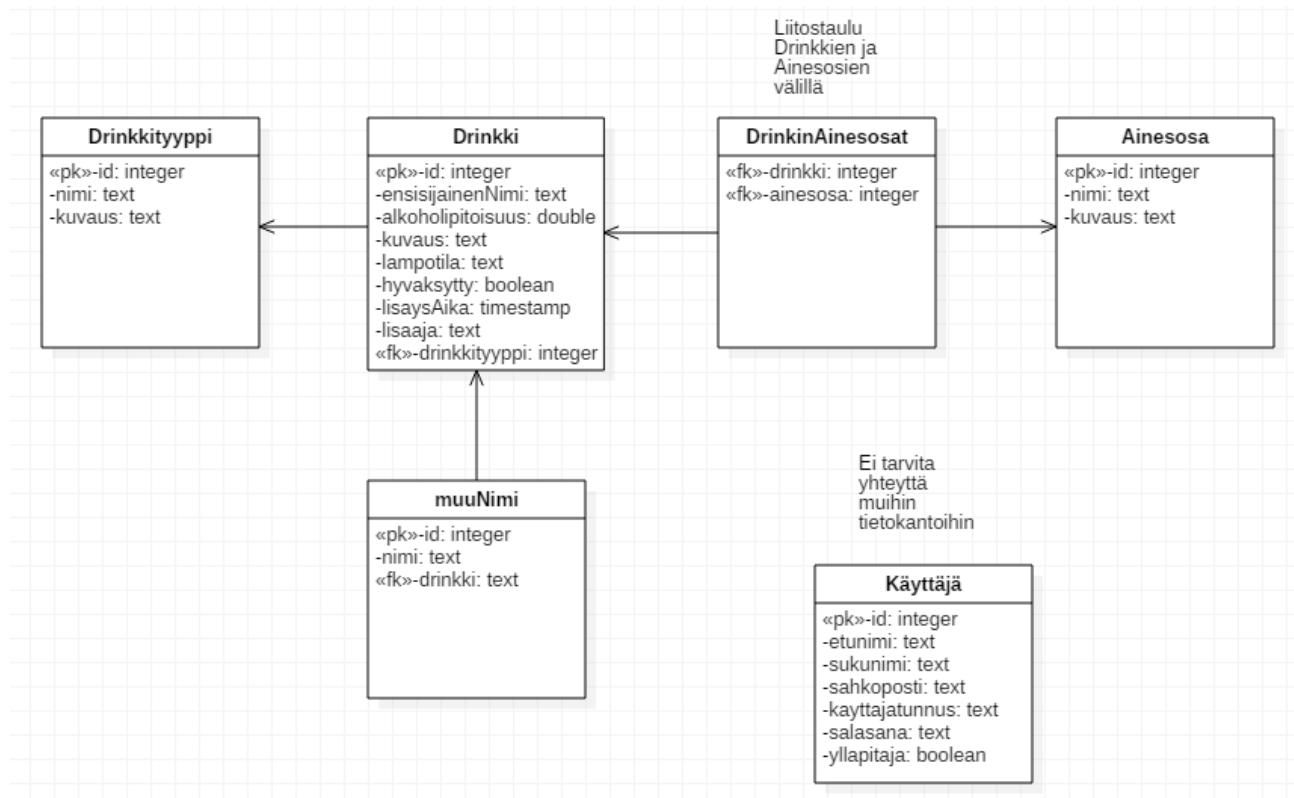 Liitostaulu
Drinkkien ja
Ainesosien
välillä
Drinkkityyppi
«pk»-id: integer
-nimi: text
-kuvaus: text
Drinkki
«pk»-id: integer
-ensisijainenNimi: text
-alkoholipitoisuus: double
-kuvaus: text
-lampotila: text
-hyvaksytty: boolean
-lisaysAika: timestamp
-lisaaja: text
«fk»-drinkkityyppi: integer
DrinkinAinesosat
«fk»-drinkki: integer
«fk»-ainesosa: integer
Ainesosa
«pk»-id: integer
-nimi: text
-kuvaus: text
muuNimi
«pk»-id: integer
-nimi: text
«fk»-drinkki: text
Ei tarvita
yhteyttä
muihin
tietokantoihin
Käyttäjä
«pk»-id: integer
-etunimi: text
-sukunimi: text
-sahkoposti: text
-kayttajatunnus: text
-salasana: text
-yllapitaja: boolean